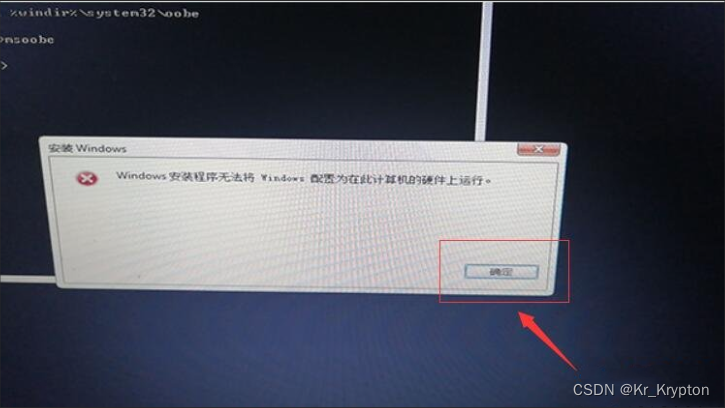 %windir%\system32\oobe
>msoobe
>
安装 Windows
Windows 安装程序无法将 Windows 配置为在此计算机的硬件上运行。
确定
CSDN @Kr_Krypton